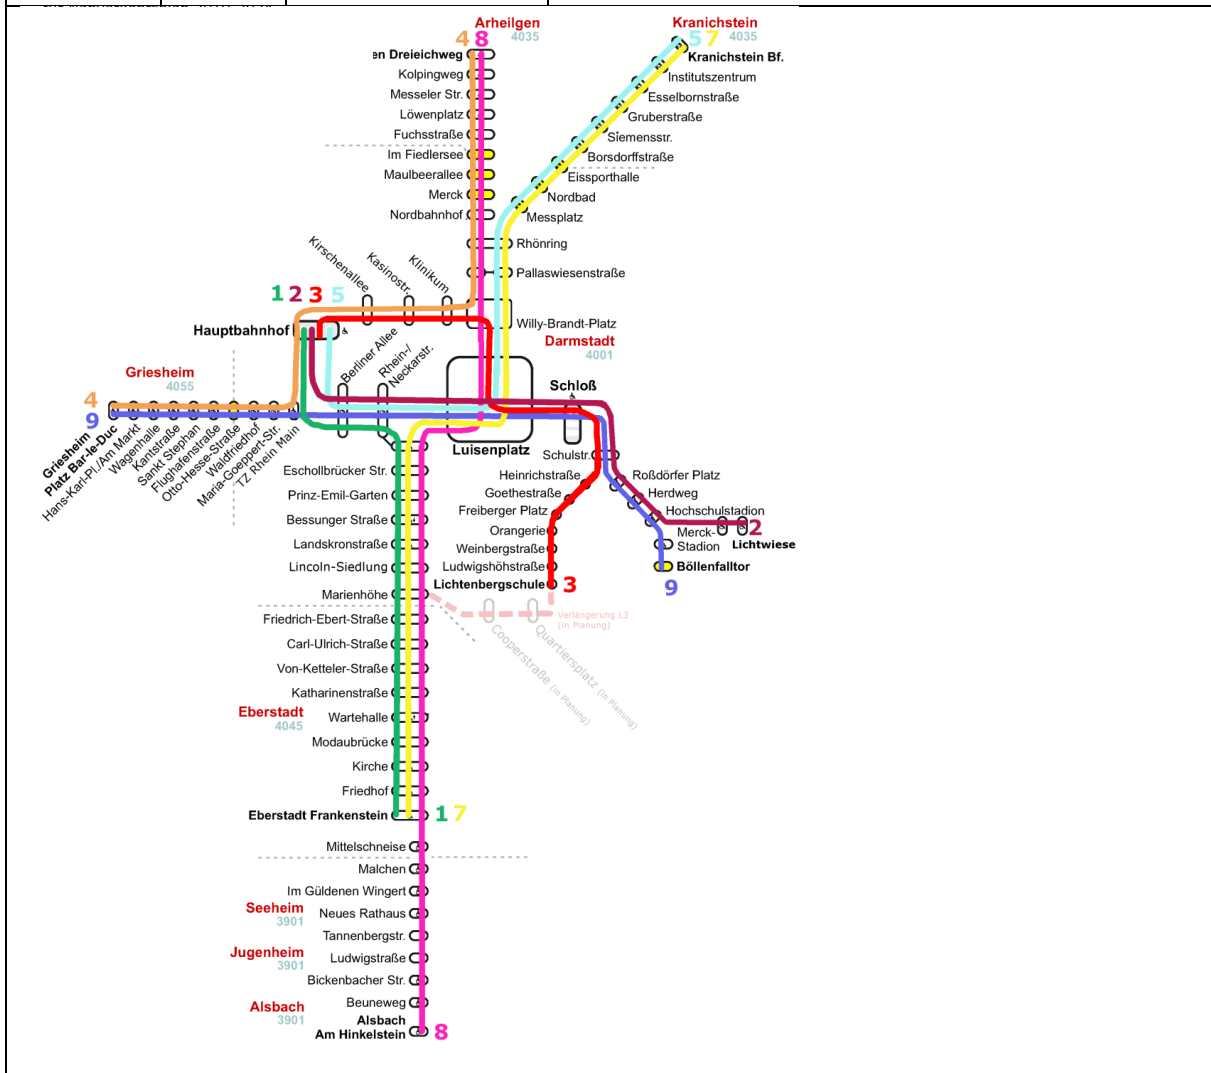 Arheilgen
4035
Kranichstein
4035
4 8
5 7
en Dreieichweg
Kranichstein Bf.
Kolpingweg
Institutszentrum
Messeler Str.
Esselbornstraße
Löwenplatz
Gruberstraße
Fuchsstraße
Siemensstr.
Im Fiedlersee
Borsdorffstraße
Maulbeerallee
Eissporthalle
Merck
Nordbad
Nordbahnhof
Messplatz
Rhönring
Pallaswiesenstraße
Kirschenallee
Kasinostr.
Klinikum
1 2 3 5
Hauptbahnhof
Willy-Brandt-Platz
Darmstadt
4001
Berliner Allee
Rhein-/
Neckarstr.
Griesheim
4055
Schloß
4
9
Griesheim
Platz Bar-le-Duc
Hans-Karl-Pl./Am Markt
Wagenhalle
Kantstraße
Sankt Stephan
Flughafenstraße
Otto-Hesse-Straße
Waldfriedhof
Maria-Goeppert-Str.
TZ Rhein Main
Luisenplatz
Schulstr.
Eschollbrücker Str.
Heinrichstraße
Roßdörfer Platz
Prinz-Emil-Garten
Goethestraße
Herdweg
Bessunger Straße
Freiberger Platz
Hochschulstadion
Landskronstraße
Orangerie
Merck-
Stadion
2
Lichtwiese
Lincoln-Siedlung
Weinbergstraße
Ludwigshöhstraße
Böllenfalltor
Marienhöhe
Lichtenbergschule
3
9
Verlängerung L3
(in Planung)
Cooperstraße (in Planung)
Quartiersplatz (in Planung)
Friedrich-Ebert-Straße
Carl-Ulrich-Straße
Von-Ketteler-Straße
Katharinenstraße
Eberstadt
4045
Wartehalle
Modaubrücke
Kirche
Friedhof
Eberstadt Frankenstein
1 7
Mittelschneise
Malchen
Im Güldenen Wingert
Seeheim
3901
Neues Rathaus
Tannenbergstr.
Jugenheim
3901
Ludwigstraße
Bickenbacher Str.
Alsbach
3901
Beuneweg
Alsbach
Am Hinkelstein
8